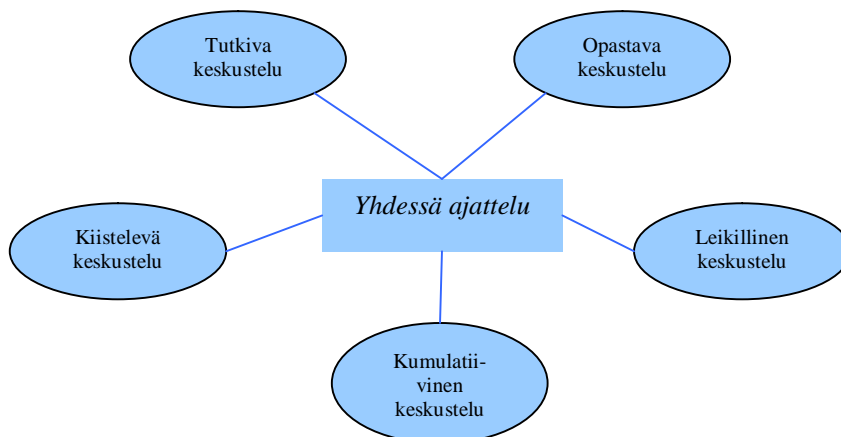 Tutkiva
keskustelu
Opastava
keskustelu
Yhdessä ajattelu
Kiistelevä
keskustelu
Leikillinen
keskustelu
Kumulatii-
vinen
keskustelu